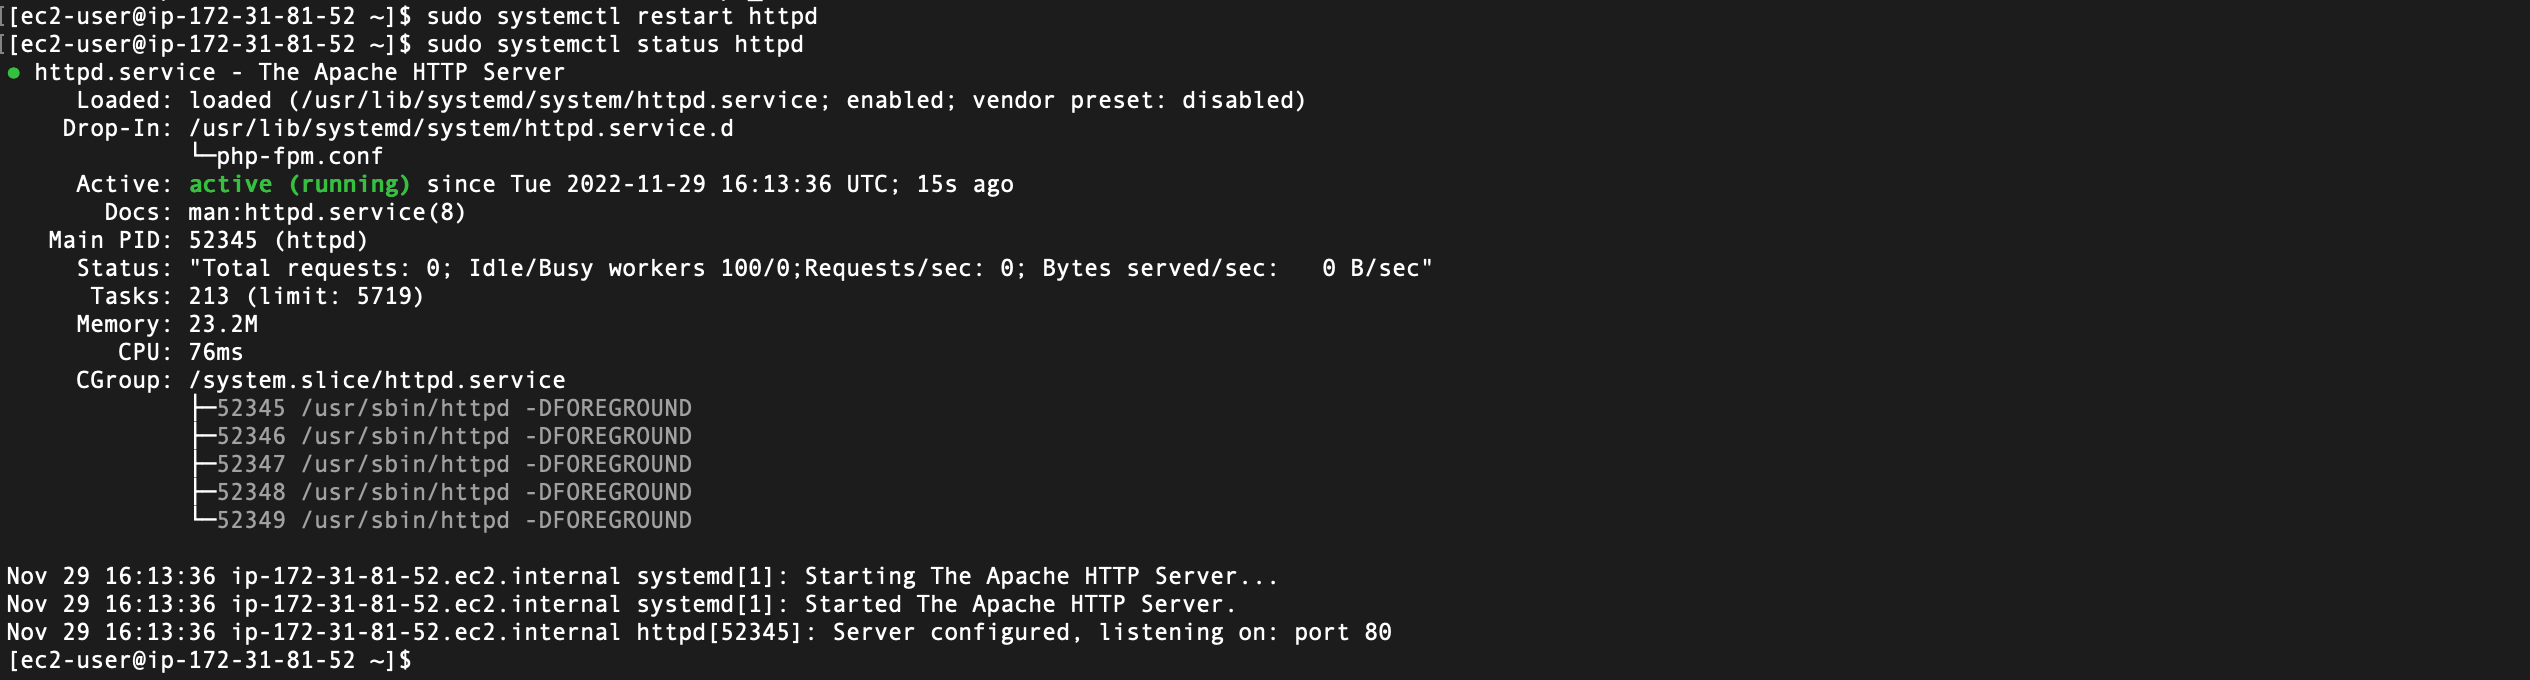 [[ec2-user@ip-172-31-81-52 ~]$ sudo systemctl restart httpd
[[ec2-user@ip-172-31-81-52 ~]$ sudo systemctl status httpd
● httpd.service - The Apache HTTP Server
     Loaded: loaded (/usr/lib/systemd/system/httpd.service; enabled; vendor preset: disabled)
    Drop-In: /usr/lib/systemd/system/httpd.service.d
             └─php-fpm.conf
     Active: active (running) since Tue 2022-11-29 16:13:36 UTC; 15s ago
       Docs: man:httpd.service(8)
   Main PID: 52345 (httpd)
     Status: "Total requests: 0; Idle/Busy workers 100/0;Requests/sec: 0; Bytes served/sec:   0 B/sec"
      Tasks: 213 (limit: 5719)
     Memory: 23.2M
        CPU: 76ms
     CGroup: /system.slice/httpd.service
             ├─52345 /usr/sbin/httpd -DFOREGROUND
             ├─52346 /usr/sbin/httpd -DFOREGROUND
             ├─52347 /usr/sbin/httpd -DFOREGROUND
             ├─52348 /usr/sbin/httpd -DFOREGROUND
             └─52349 /usr/sbin/httpd -DFOREGROUND

Nov 29 16:13:36 ip-172-31-81-52.ec2.internal systemd[1]: Starting The Apache HTTP Server...
Nov 29 16:13:36 ip-172-31-81-52.ec2.internal systemd[1]: Started The Apache HTTP Server.
Nov 29 16:13:36 ip-172-31-81-52.ec2.internal httpd[52345]: Server configured, listening on: port 80
[ec2-user@ip-172-31-81-52 ~]$